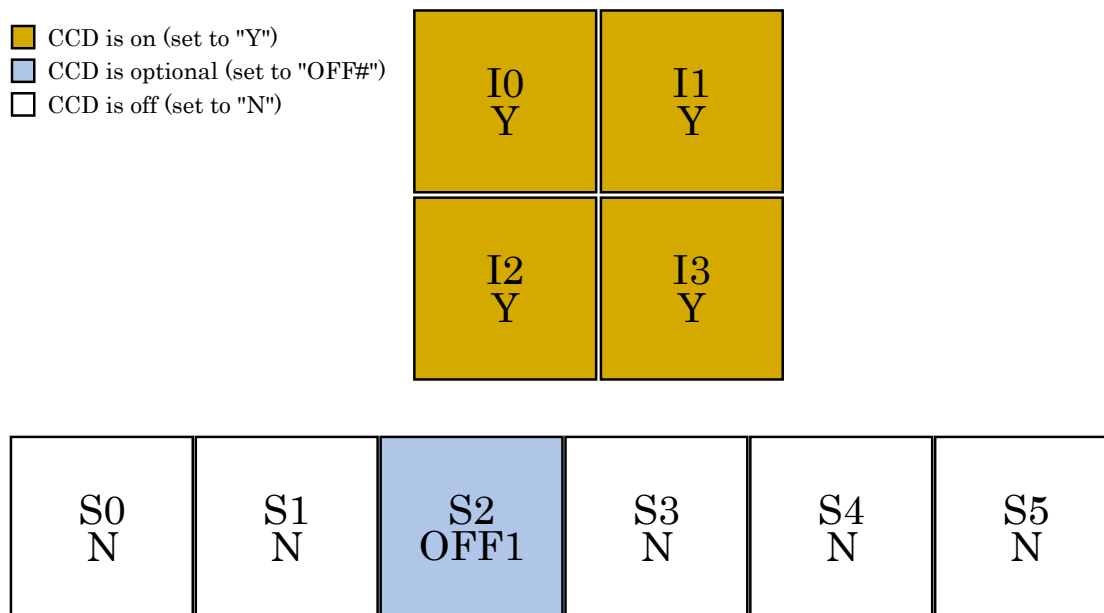 CCD is on (set to "Y")
CCD is optional (set to "OFF#")
CCD is off (set to "N")
I0
Y
I1
Y
I2
Y
I3
Y
S0
N
S1
N
S2
OFF1
S3
N
S4
N
S5
N